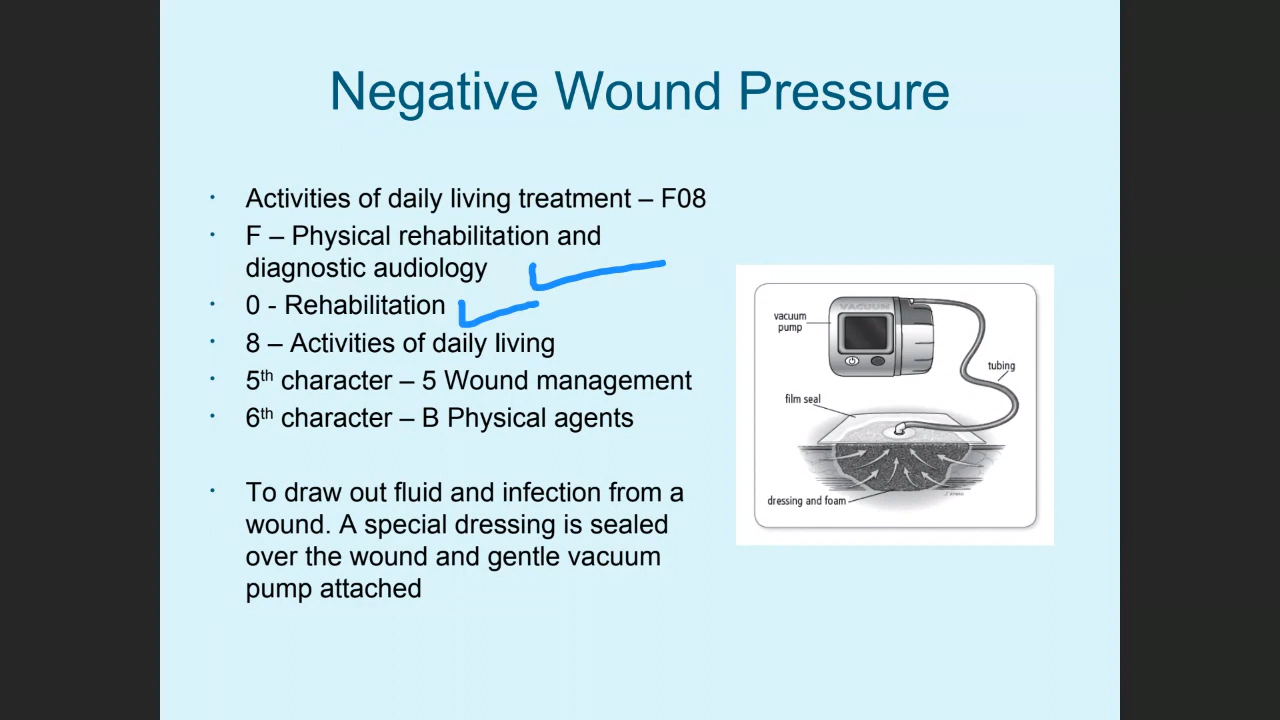 Negative Wound Pressure
• Activities of daily living treatment – F08
• F – Physical rehabilitation and
diagnostic audiology
• 0 - Rehabilitation
• 8 – Activities of daily living
• 5th character – 5 Wound management
• 6th character – B Physical agents
• To draw out fluid and infection from a
wound. A special dressing is sealed
over the wound and gentle vacuum
pump attached
VACUUM
vacuum
pump
tubing
film seal
dressing and foam